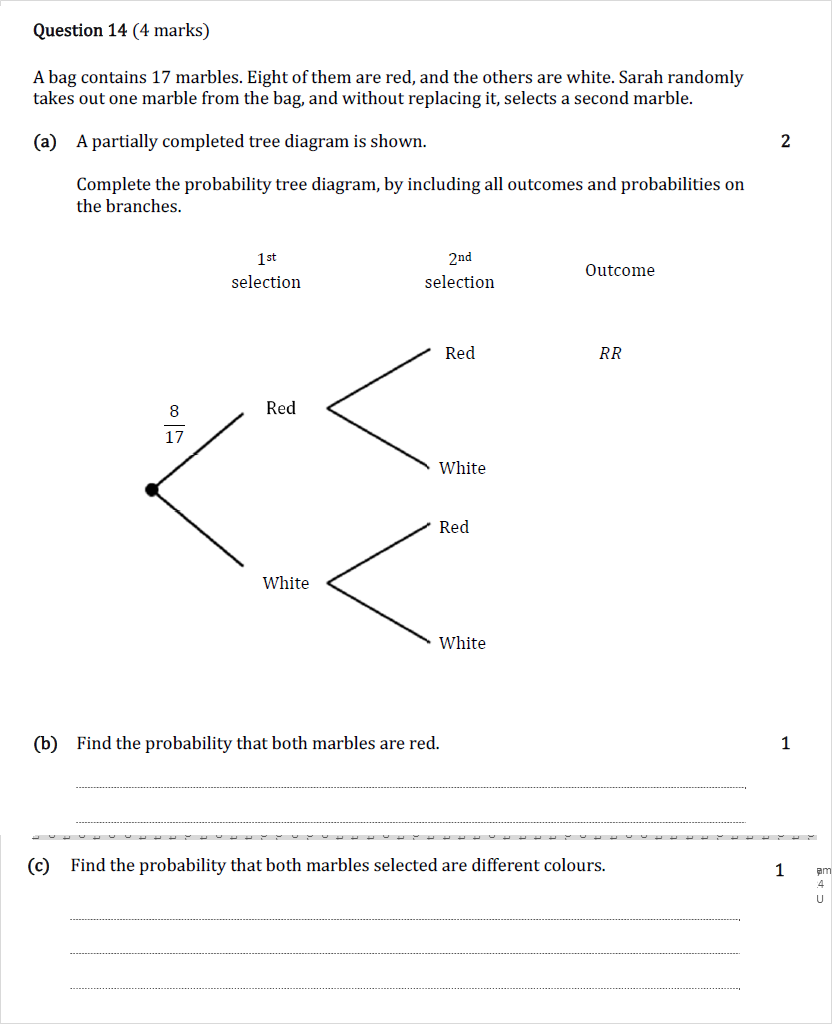 Question 14 (4 marks)
A bag contains 17 marbles. Eight of them are red, and the others are white. Sarah randomly
takes out one marble from the bag, and without replacing it, selects a second marble.
(a) A partially completed tree diagram is shown. 2
Complete the probability tree diagram, by including all outcomes and probabilities on
the branches.
1st
selection
2nd
selection
Outcome
Red
RR
8
17
Red
White
Red
White
White
(b) Find the probability that both marbles are red. 1
(c) Find the probability that both marbles selected are different colours. 1
4
U